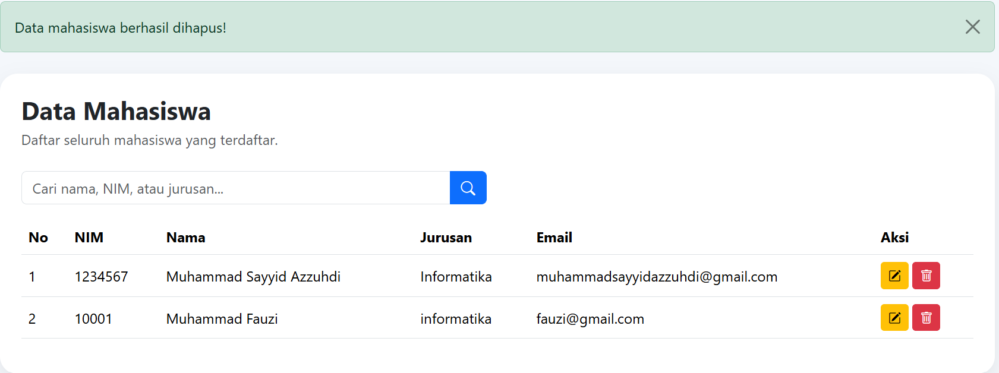 Data mahasiswa berhasil dihapus!
Data Mahasiswa
Daftar seluruh mahasiswa yang terdaftar.
Cari nama, NIM, atau jurusan...
No NIM Nama Jurusan Email Aksi
1 1234567 Muhammad Sayyid Azzuhdi Informatika muhammadsayyidazzuhdi@gmail.com
2 10001 Muhammad Fauzi informatika fauzi@gmail.com